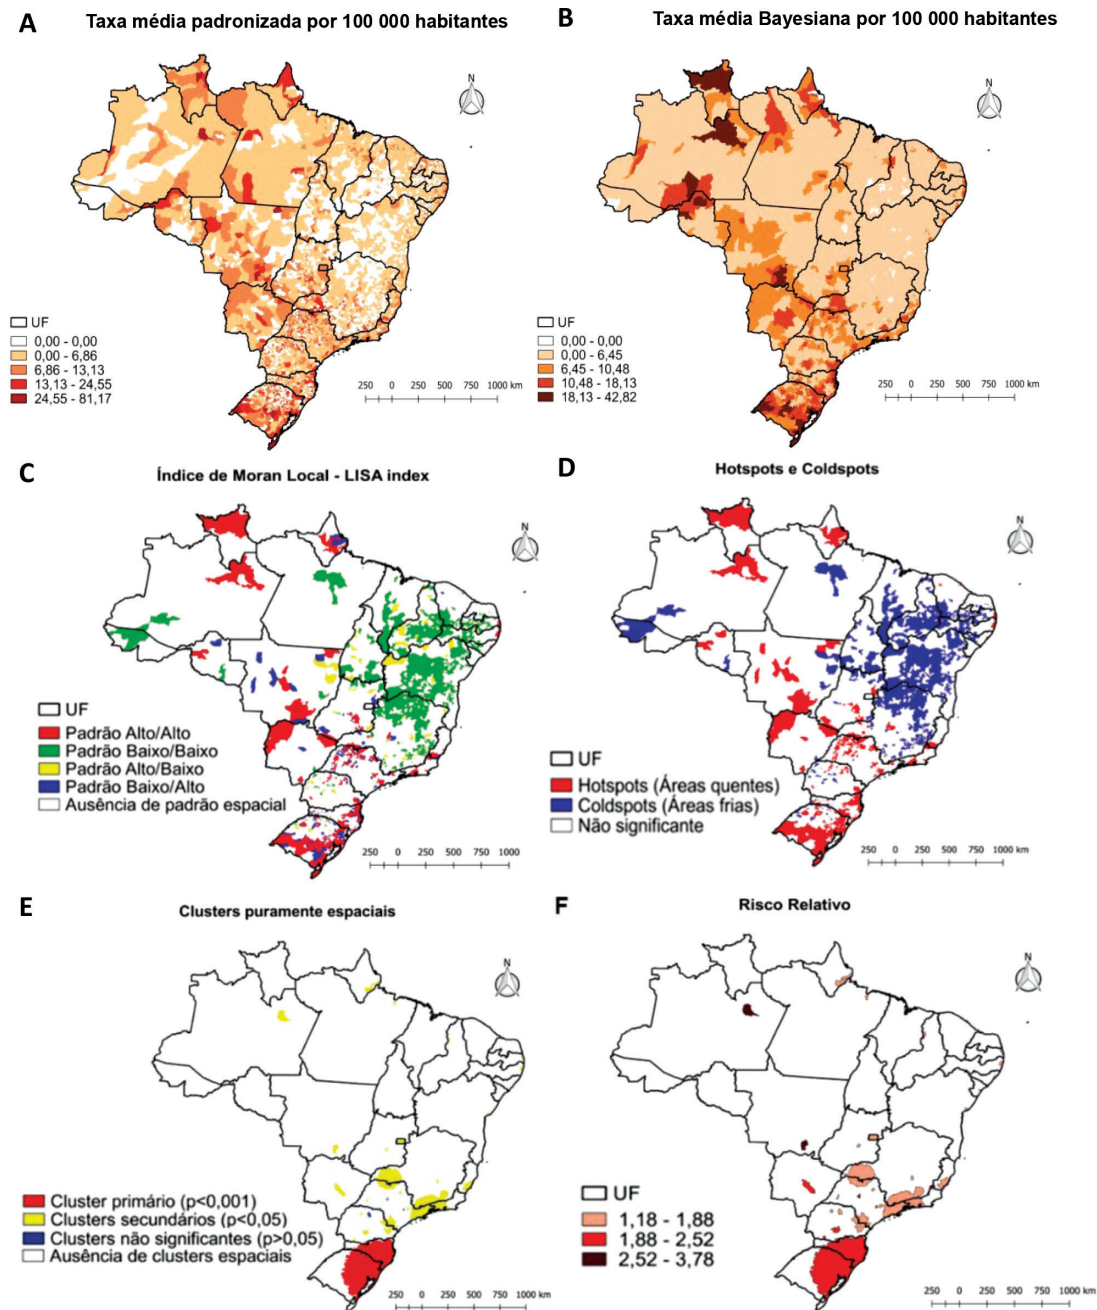 A
Taxa média padronizada por 100 000 habitantes
N
UF
0,00 - 0,00
0,00 - 6,86
6,86 - 13,13
13,13 - 24,55
24,55 - 81,17
250 0 250 500 750 1000 km
B
Taxa média Bayesiana por 100 000 habitantes
N
UF
0,00 - 0,00
0,00 - 6,45
6,45 - 10,48
10,48 - 18,13
18,13 - 42,82
250 0 250 500 750 1000 km
C
Índice de Moran Local - LISA index
N
UF
Padrão Alto/Alto
Padrão Baixo/Baixo
Padrão Alto/Baixo
Padrão Baixo/Alto
Ausência de padrão espacial
250 0 250 500 750 1000 km
D
Hotspots e Coldspots
N
UF
Hotspots (Áreas quentes)
Coldspots (Áreas frias)
Não significante
250 0 250 500 750 1000 km
E
Clusters puramente espaciais
N
Cluster primário (p<0,001)
Clusters secundários (p<0,05)
Clusters não significantes (p>0,05)
Ausência de clusters espaciais
250 0 250 500 750 1000 km
F
Risco Relativo
N
UF
1,18 - 1,88
1,88 - 2,52
2,52 - 3,78
250 0 250 500 750 1000 km